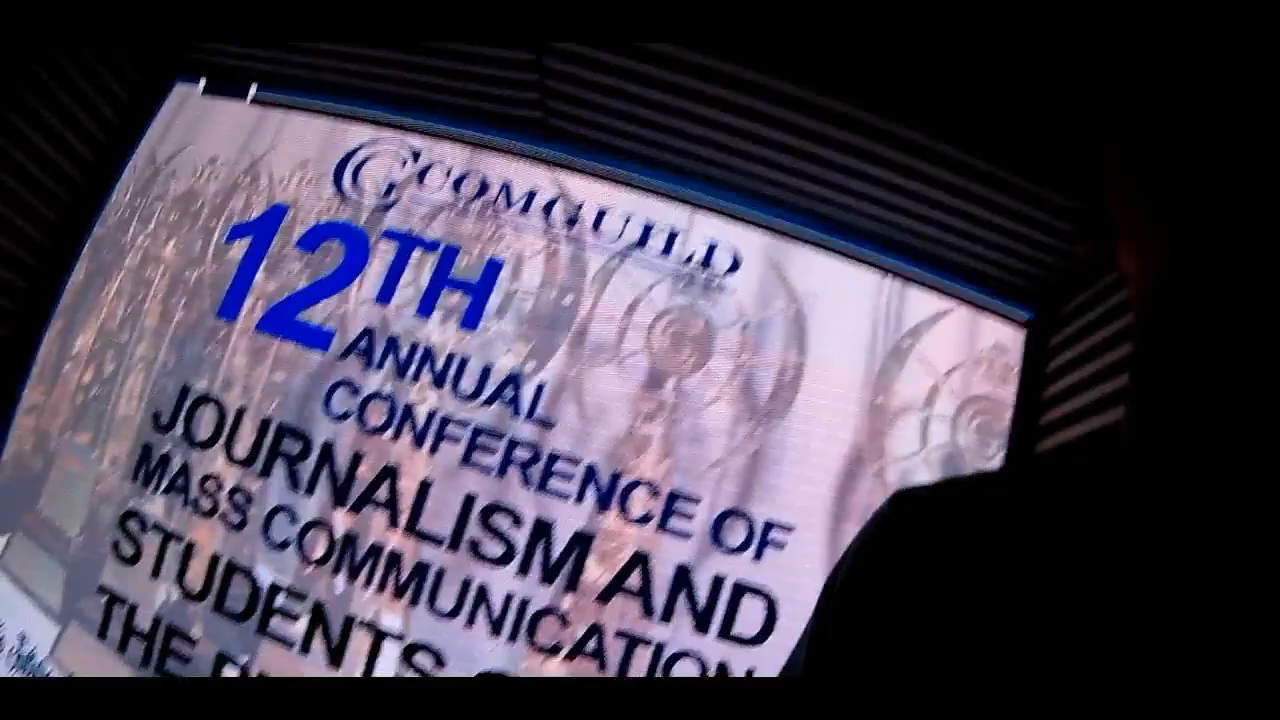 COMGUILD
12TH
ANNUAL
CONFERENCE OF
JOURNALISM AND
MASS COMMUNICATION
STUDENTS
THE